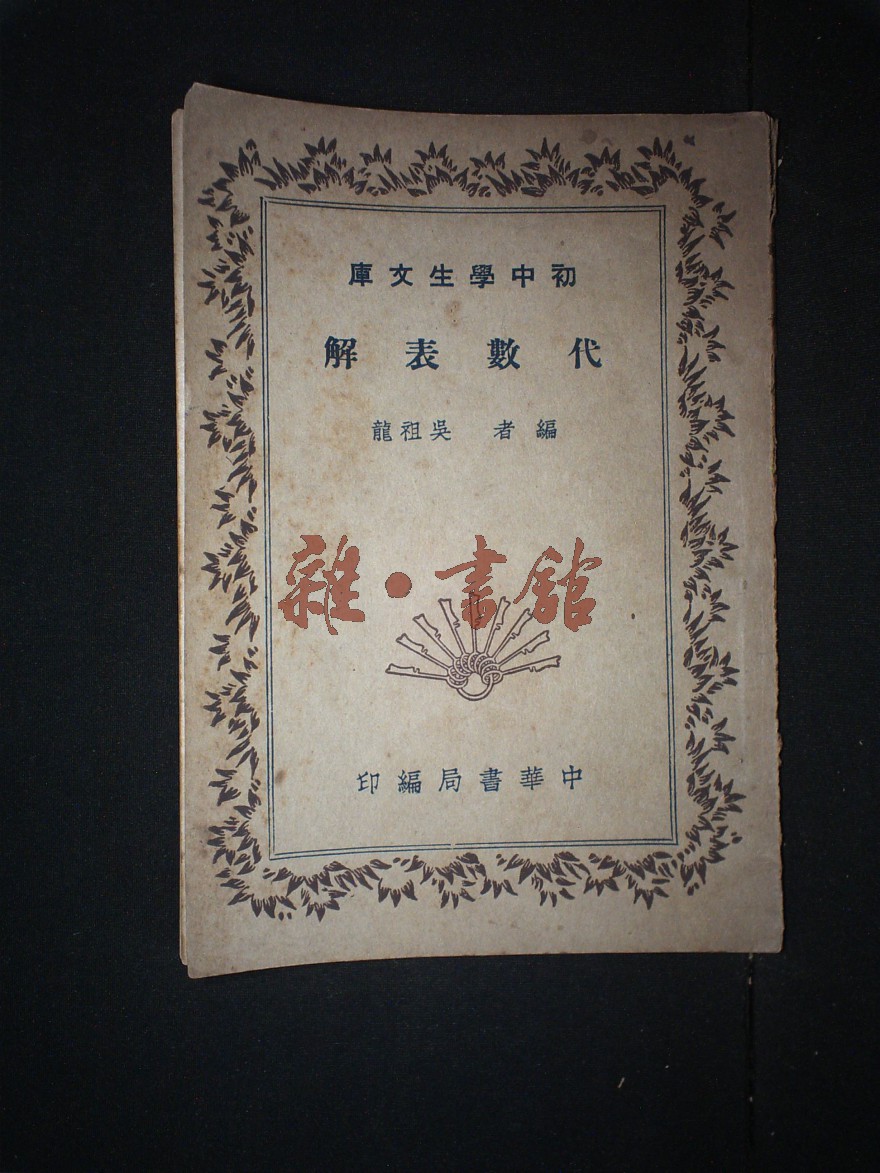 初中學生文庫
代數表解
編者 吳祖龍
雜·書館
中華書局編印